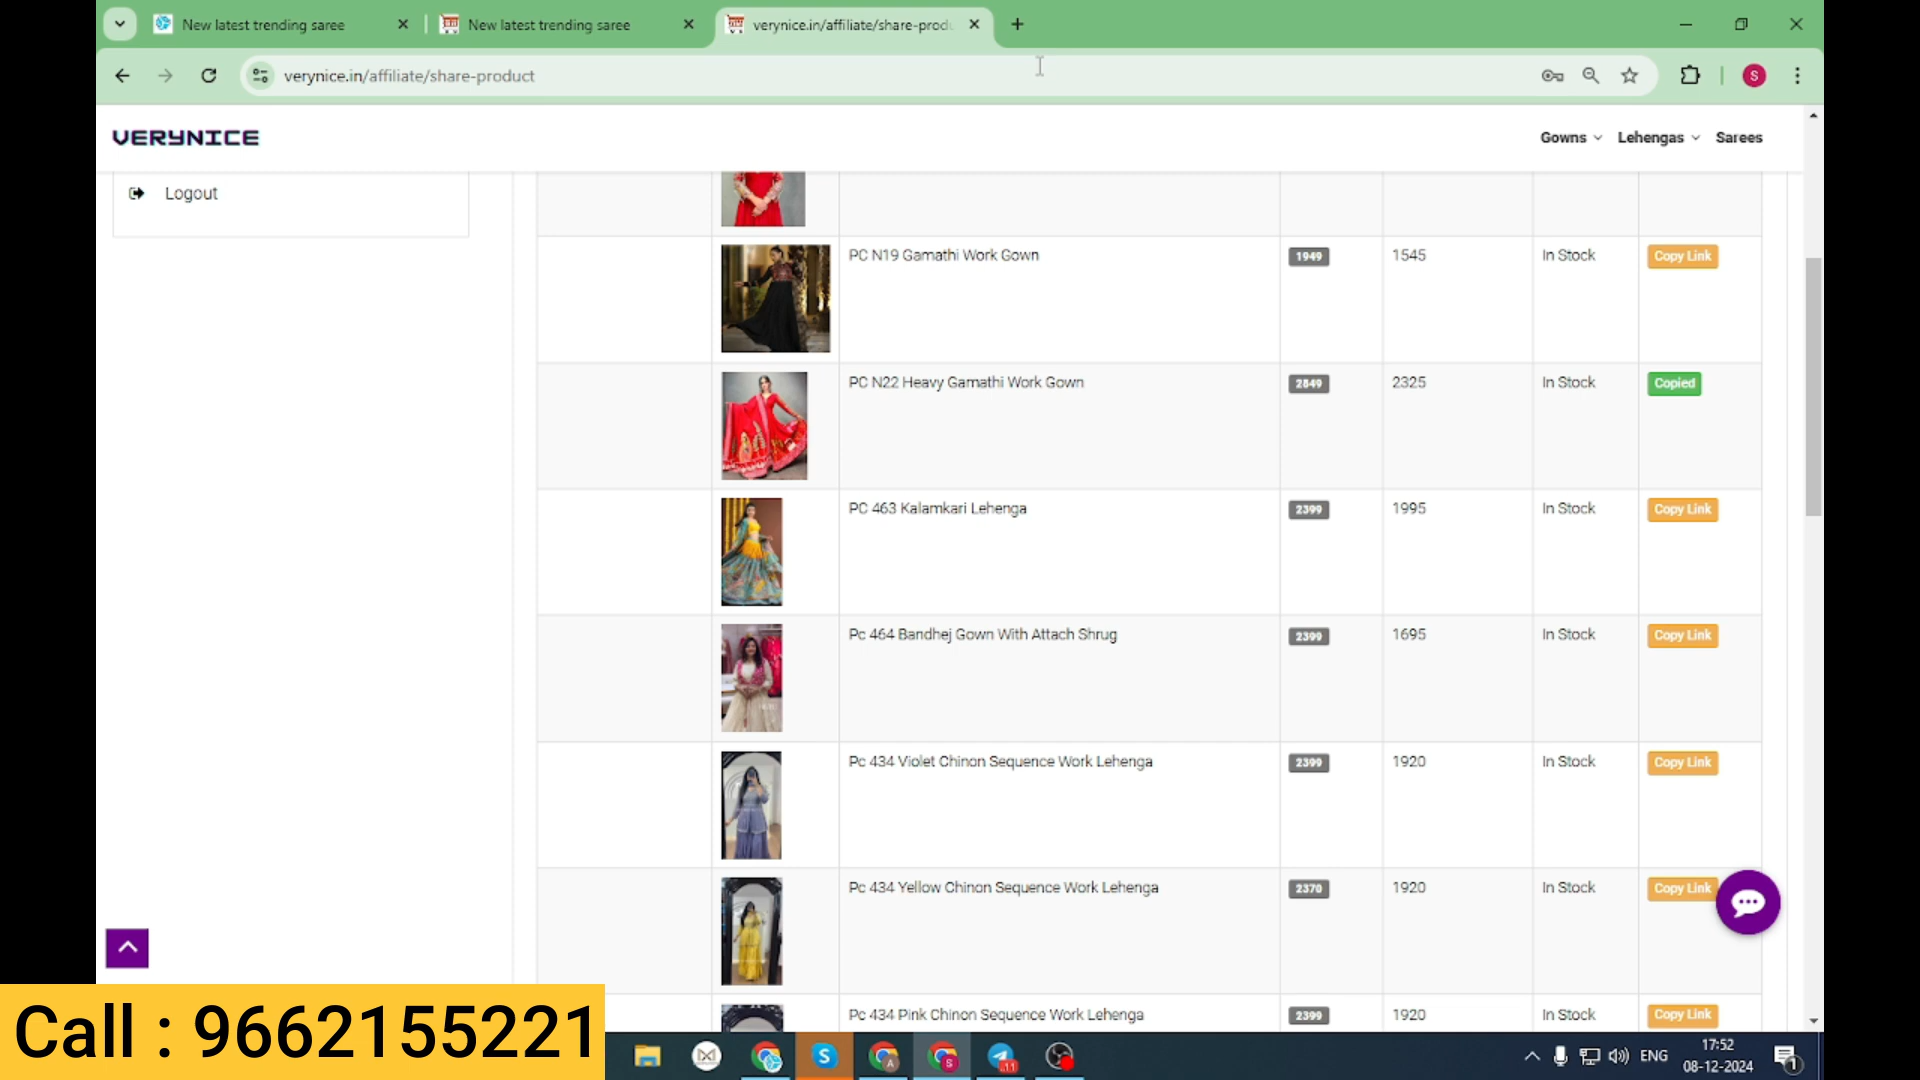 New latest trending saree
New latest trending saree
verynice.in/affiliate/share-produ
verynice.in/affiliate/share-product
S
VERYNICE
Gowns
Lehengas
Sarees
Logout
PC N19 Gamathi Work Gown 1949 1545 In Stock Copy Link
PC N22 Heavy Gamathi Work Gown 2849 2325 In Stock Copied
PC 463 Kalamkari Lehenga 2399 1995 In Stock Copy Link
Pc 464 Bandhej Gown With Attach Shrug 2399 1695 In Stock Copy Link
Pc 434 Violet Chinon Sequence Work Lehenga 2399 1920 In Stock Copy Link
Pc 434 Yellow Chinon Sequence Work Lehenga 2370 1920 In Stock Copy Link
Pc 434 Pink Chinon Sequence Work Lehenga 2399 1920 In Stock Copy Link
Call : 9662155221
ENG
17:52
08-12-2024
1